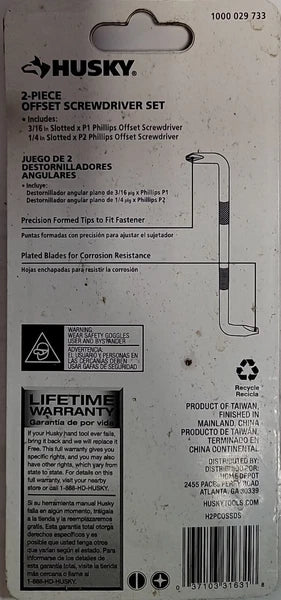 1000 029 733
HUSKY®
2-PIECE
OFFSET SCREWDRIVER SET
• Includes:
3/16 in Slotted x P1 Phillips Offset Screwdriver
1/4 in Slotted x P2 Phillips Offset Screwdriver
JUEGO DE 2
DESTORNILLADORES
ANGULARES
• Incluye:
Destornillador angular plano de 3/16 plg x Phillips P1
Destornillador angular plano de 1/4 plg x Phillips P2
Precision Formed Tips to Fit Fastener
Puntas formadas con precisión para ajustar el sujetador
Plated Blades for Corrosion Resistance
Hojas enchapadas para resistir la corrosión
WARNING:
WEAR SAFETY GOGGLES
USER AND BYSTANDER
ADVERTENCIA:
EL USUARIO Y PERSONAS EN
LAS CERCANIAS DEBEN
USAR GAFAS DE SEGURIDAD
Recycle
Recicla
LIFETIME
WARRANTY
Garantía de por vida
If your Husky hand tool ever fails,
bring it back and we will replace it
Free. This full warranty gives you
specific rights, and you may also
have other rights, which vary from
state to state. For details on this
full warranty, visit your nearby
store or call 1-888-HD-HUSKY.
Si su herramienta manual Husky
falla en algún momento, tráigala
a la tienda y la reemplazaremos
gratis. Esta garantía total otorga
derechos específicos y es
posible que usted tenga otros
que varían según el estado.
Para informarse de los detalles
de esta garantía total, visite la
tienda más cercana o llame al
1-888-HD-HUSKY.
PRODUCT OF TAIWAN,
FINISHED IN
MAINLAND, CHINA
PRODUCTO DE TAIWÁN,
TERMINADO EN
CHINA CONTINENTAL
DISTRIBUTED BY:
DISTRIBUIDO POR:
HOME DEPOT
2455 PACES FERRY ROAD
ATLANTA, GA 30339
HUSKYTOOLS.COM
H2PCOSSDS
0 37103 31631 8